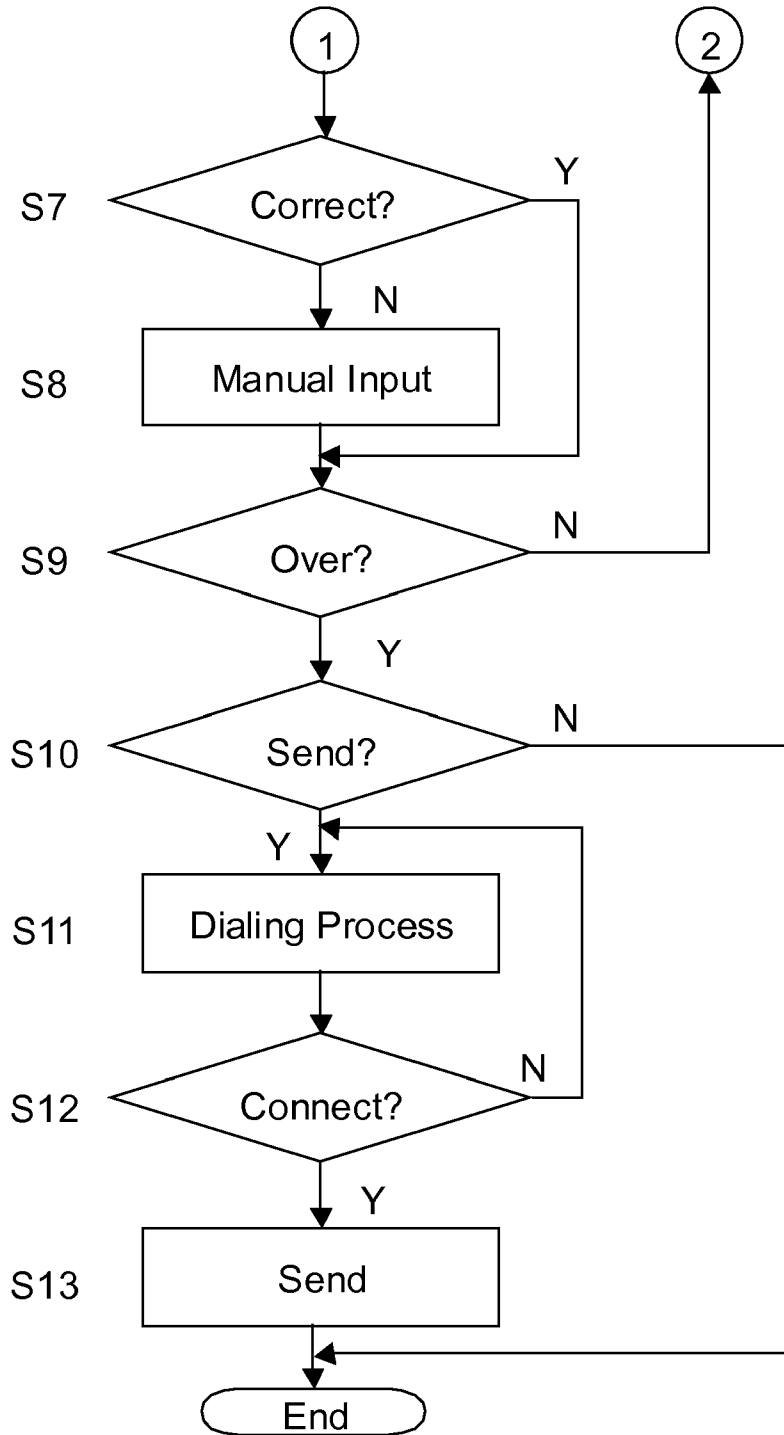 1
2
S7
Correct?
Y
N
S8
Manual Input
S9
Over?
N
Y
S10
Send?
N
Y
S11
Dialing Process
S12
Connect?
N
Y
S13
Send
End